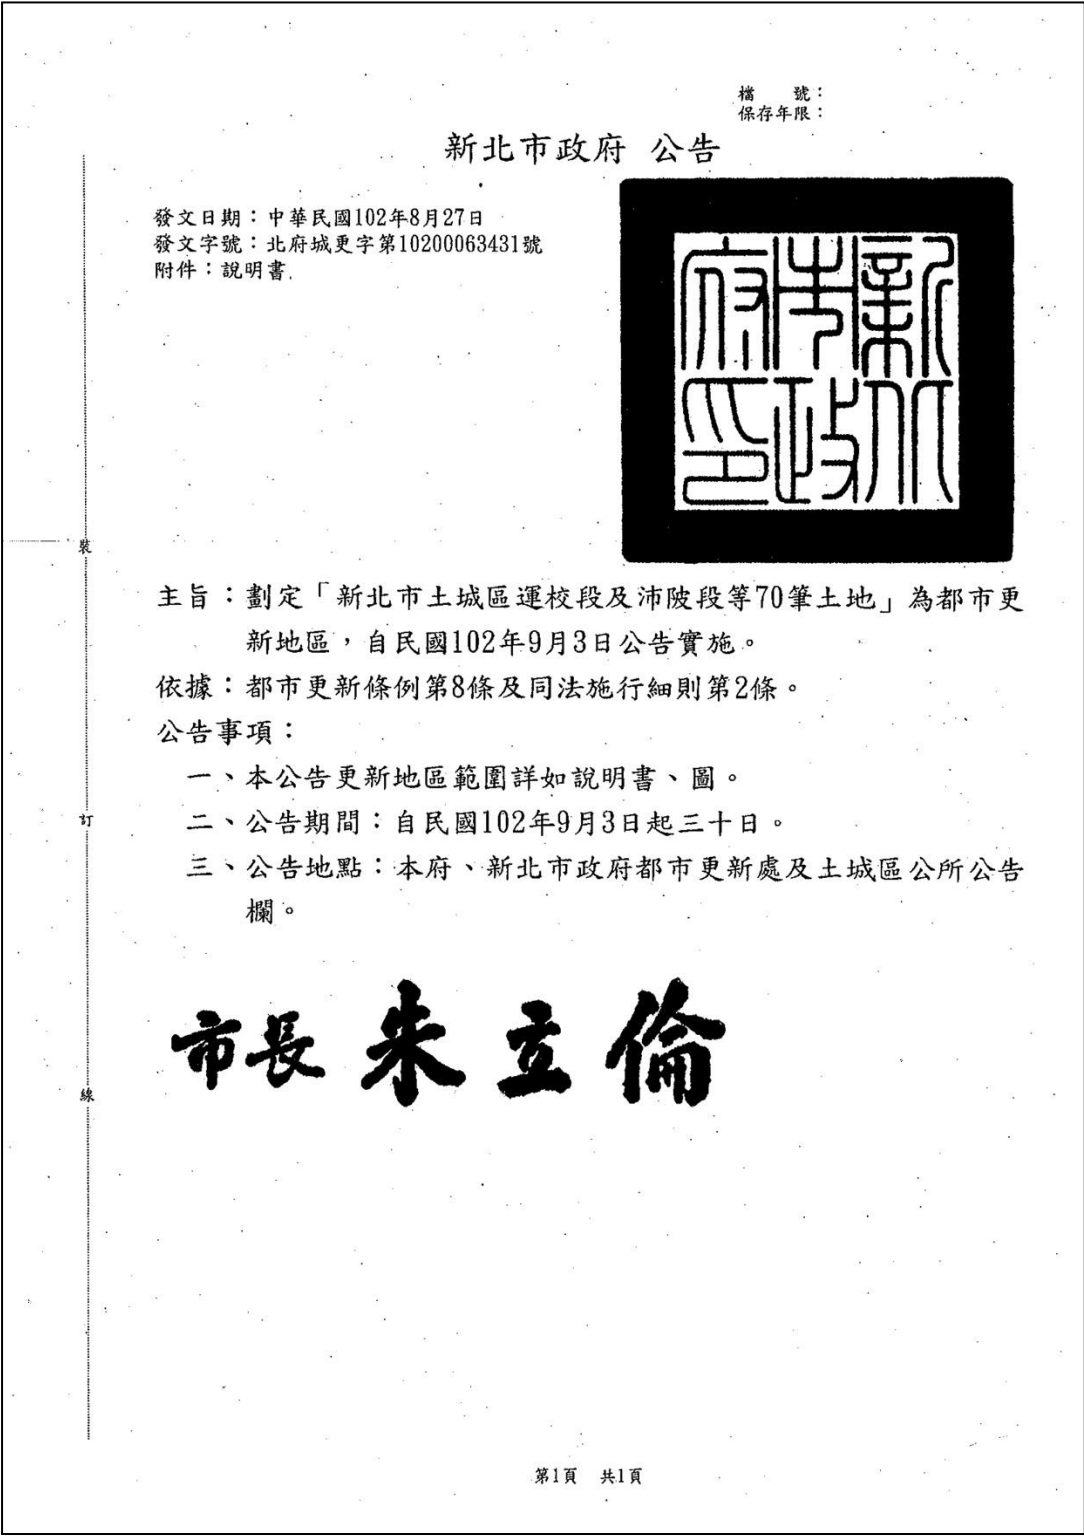 檔　　號：
保存年限：
新北市政府 公告
發文日期：中華民國102年8月27日
發文字號：北府城更字第10200063431號
附件：說明書
新北市政府印
主旨：劃定「新北市土城區運校段及沛陂段等70筆土地」為都市更
新地區，自民國102年9月3日公告實施。
依據：都市更新條例第8條及同法施行細則第2條。
公告事項：
一、本公告更新地區範圍詳如說明書、圖。
二、公告期間：自民國102年9月3日起三十日。
三、公告地點：本府、新北市政府都市更新處及土城區公所公告
欄。
市長 朱立倫
裝
訂
線
第1頁　共1頁